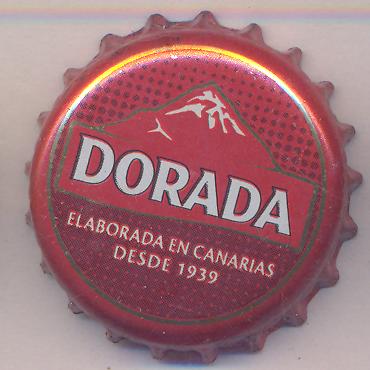 DORADA
ELABORADA EN CANARIAS
DESDE 1939